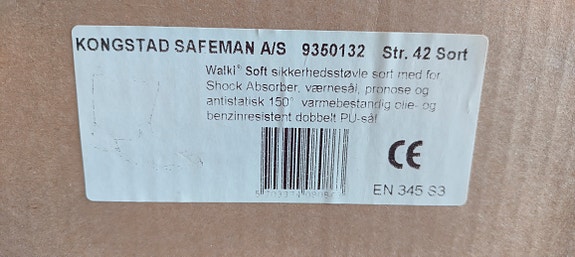 KONGSTAD SAFEMAN A/S 9350132 Str. 42 Sort
Walki® Soft sikkerhedsstøvle sort med for
Shock Absorber, værnesål, pronose og
antistatisk 150° varmebestandig olie- og
benzinresistent dobbelt PU-sål
CE
EN 345 S3